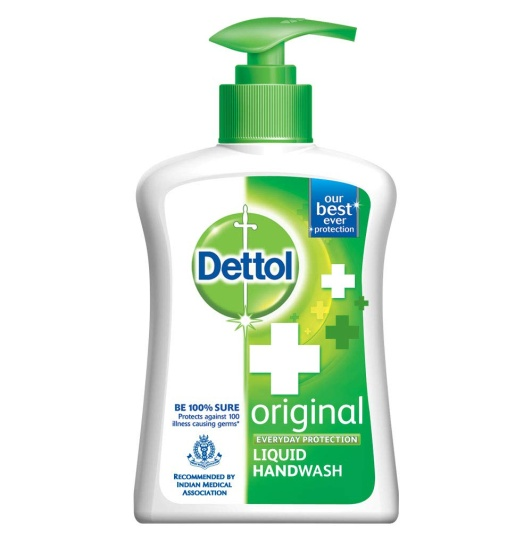 our
best
ever
protection
Dettol
BE 100% SURE
Protects against 100
illness causing germs*
RECOMMENDED BY
INDIAN MEDICAL
ASSOCIATION
original
EVERYDAY PROTECTION
LIQUID
HANDWASH